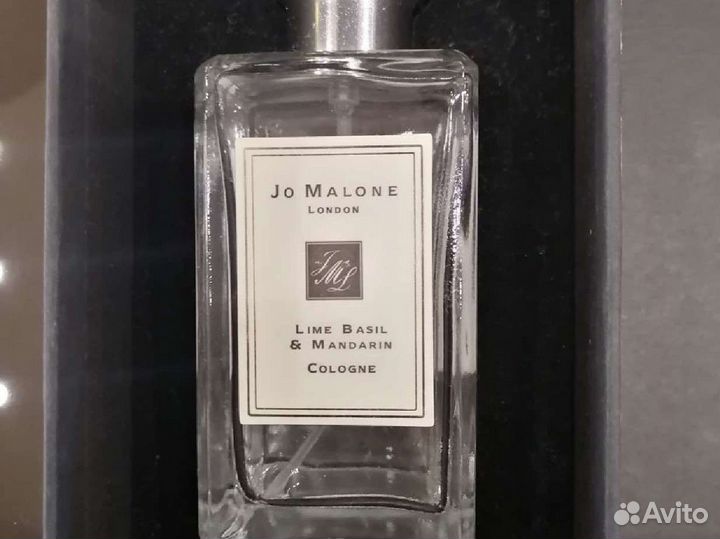 JO MALONE
LONDON
JML
LIME BASIL
& MANDARIN
COLOGNE
Avito